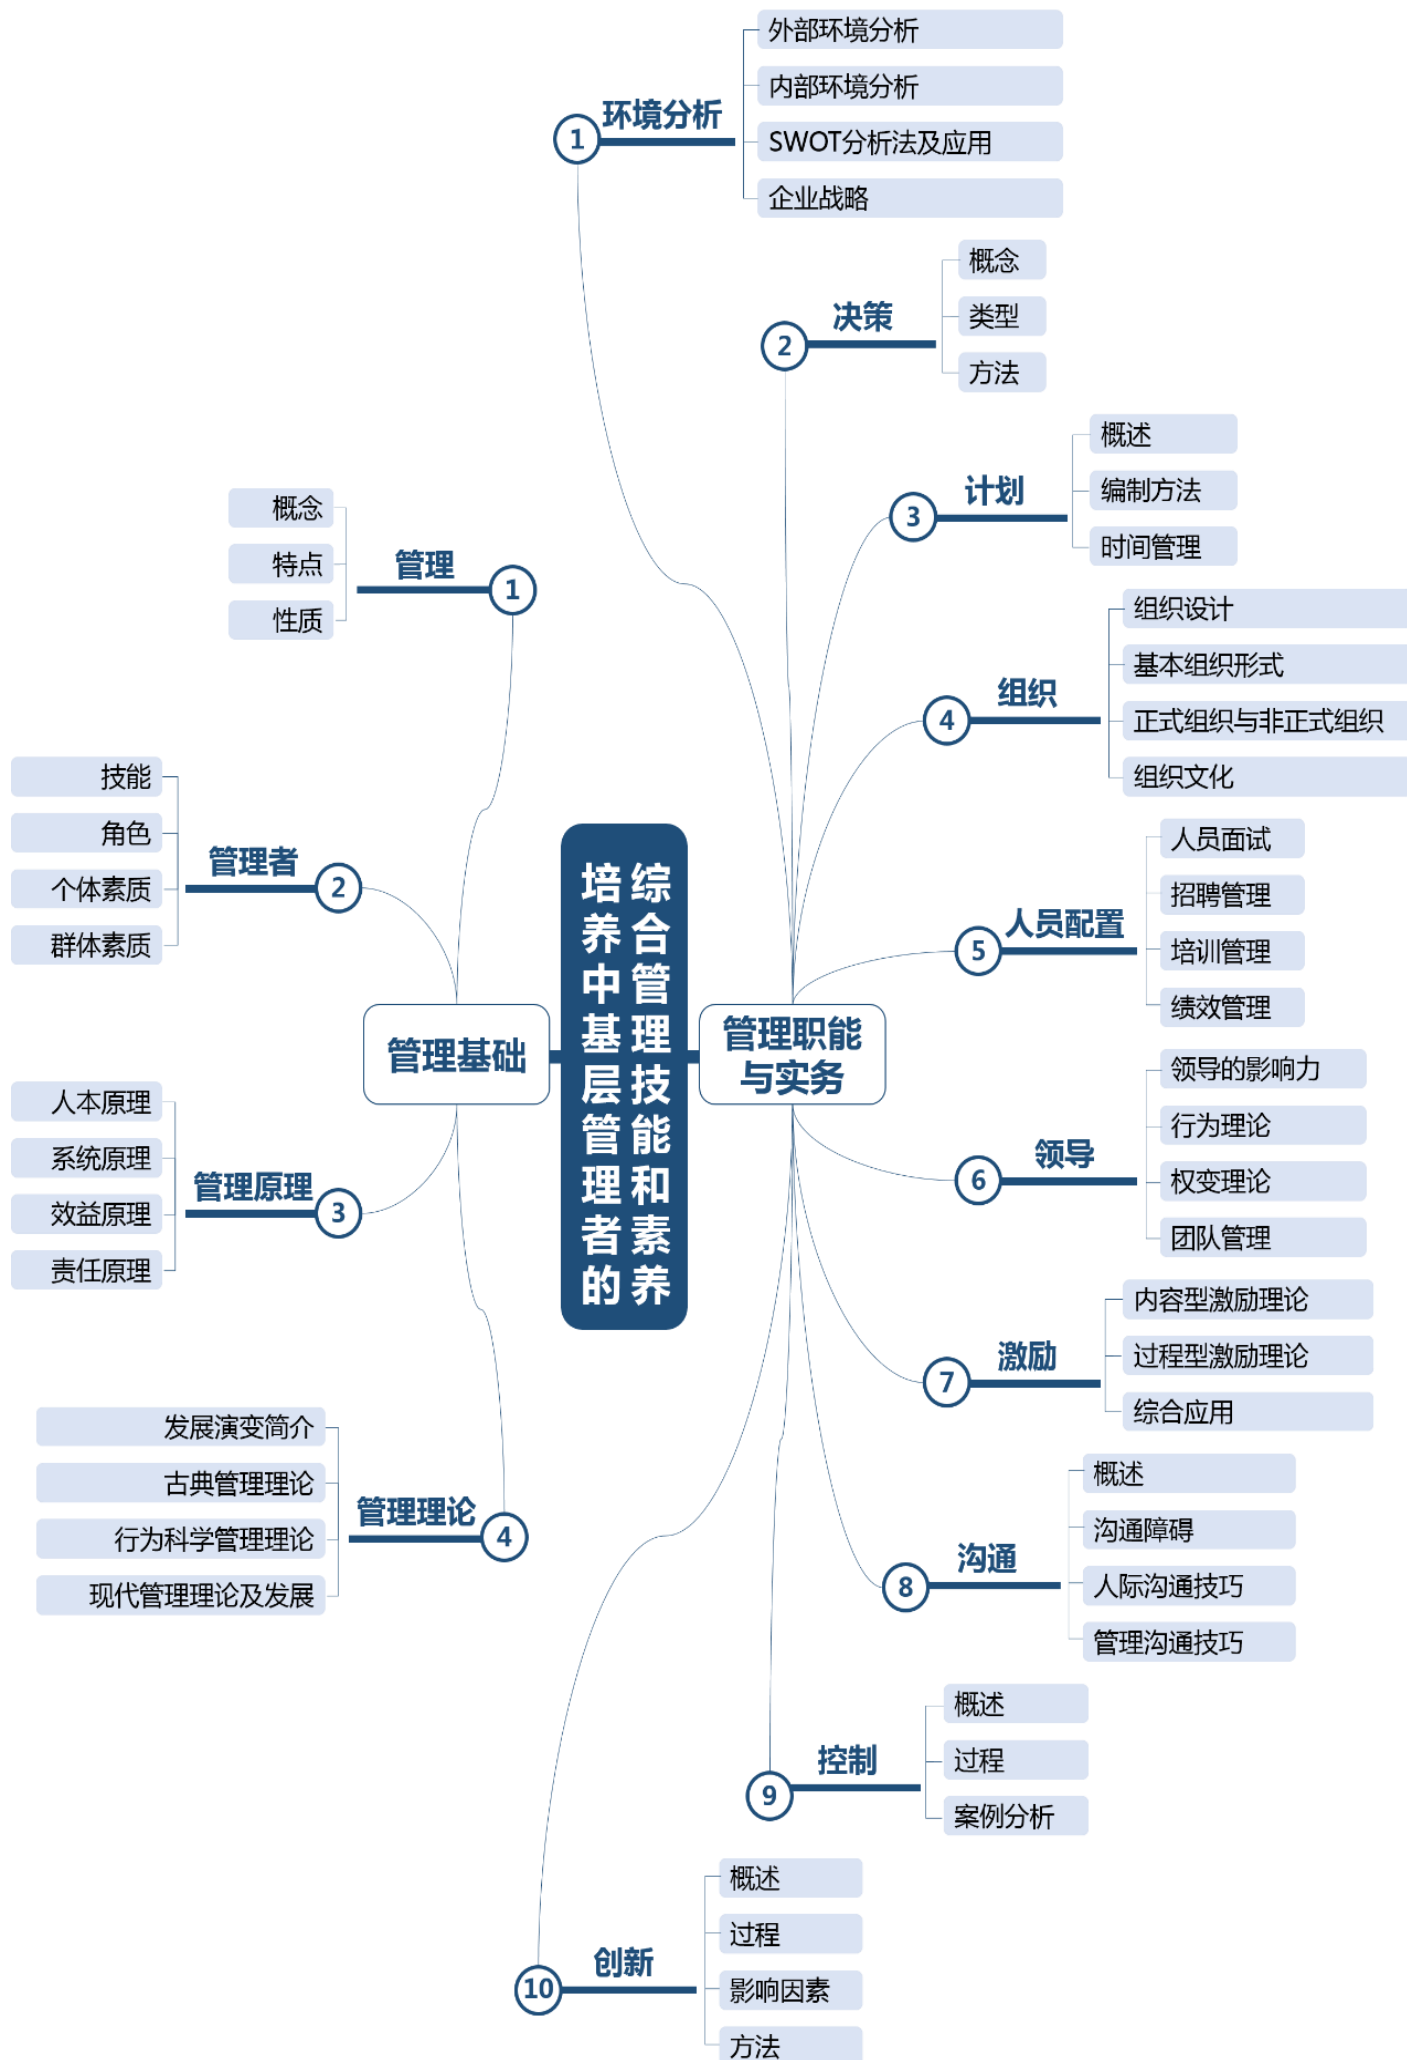 培养中基层管理者的
综合管理技能和素养
管理基础
1
管理
概念
特点
性质
2
管理者
技能
角色
个体素质
群体素质
3
管理原理
人本原理
系统原理
效益原理
责任原理
4
管理理论
发展演变简介
古典管理理论
行为科学管理理论
现代管理理论及发展
管理职能
与实务
1
环境分析
外部环境分析
内部环境分析
SWOT分析法及应用
企业战略
2
决策
概念
类型
方法
3
计划
概述
编制方法
时间管理
4
组织
组织设计
基本组织形式
正式组织与非正式组织
组织文化
5
人员配置
人员面试
招聘管理
培训管理
绩效管理
6
领导
领导的影响力
行为理论
权变理论
团队管理
7
激励
内容型激励理论
过程型激励理论
综合应用
8
沟通
概述
沟通障碍
人际沟通技巧
管理沟通技巧
9
控制
概述
过程
案例分析
10
创新
概述
过程
影响因素
方法